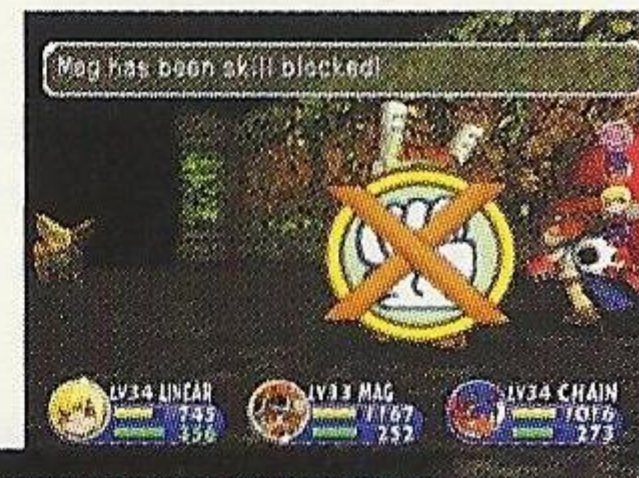 Mag has been skill blocked!
LV34 LINEAR
745
LV33 MAG
1167
252
LV34 CHAIN
1016
273